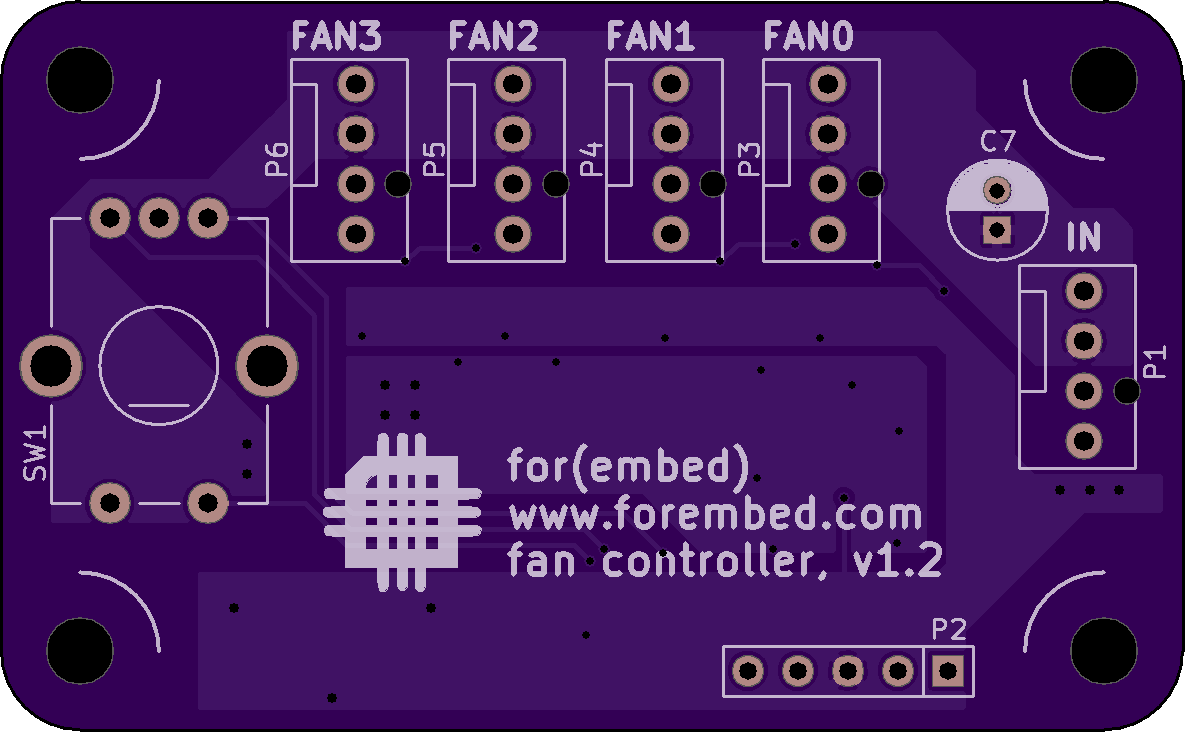 FAN3 FAN2 FAN1 FAN0
P6 P5 P4 P3 C7
IN
P1
SW1
for(embed)
www.forembed.com
fan controller, v1.2
P2